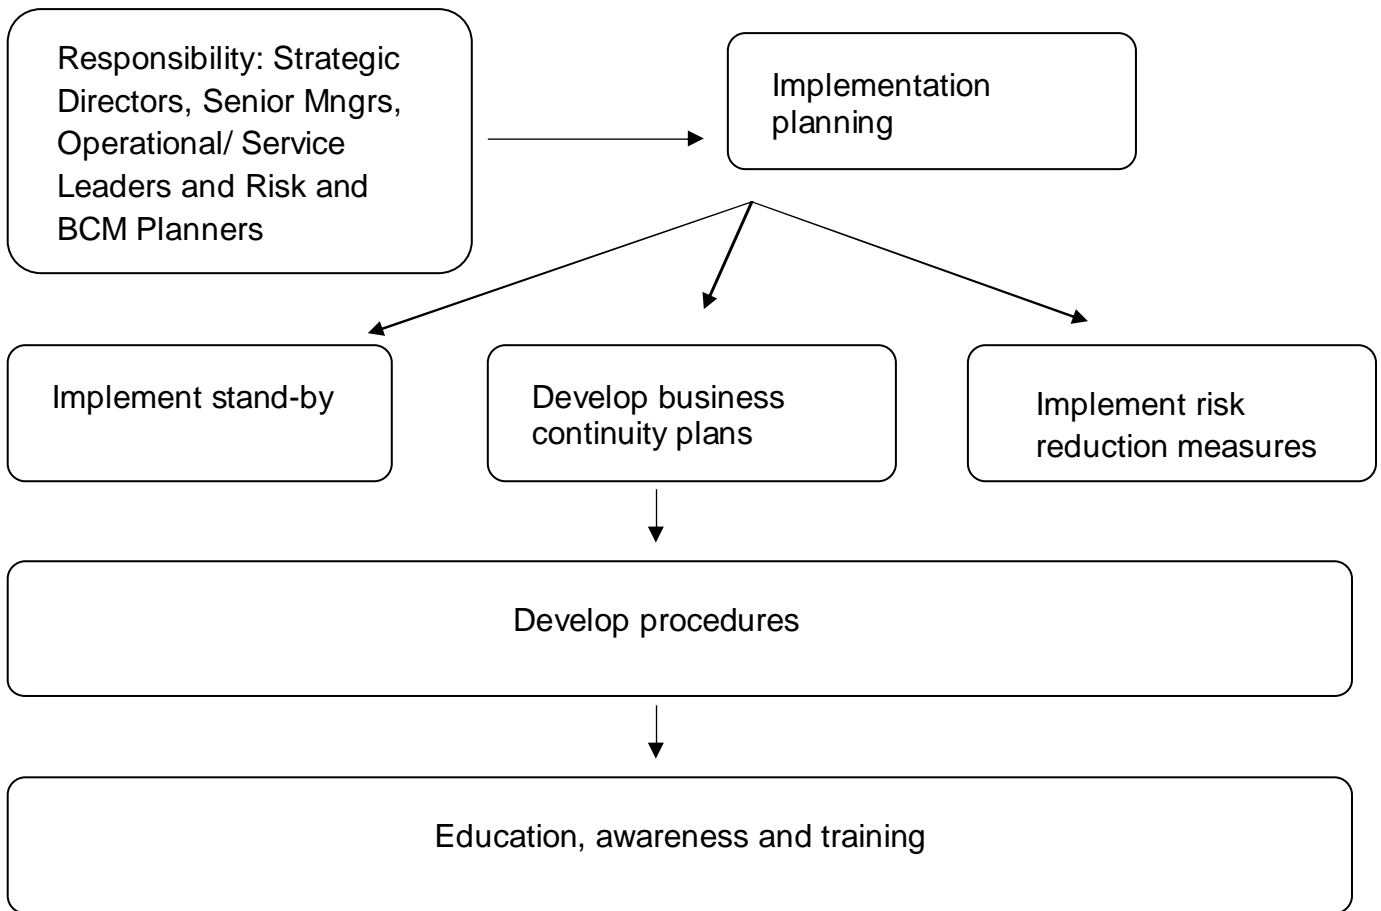 Responsibility: Strategic
Directors, Senior Mngrs,
Operational/ Service
Leaders and Risk and
BCM Planners
Implementation
planning
Implement stand-by
Develop business
continuity plans
Implement risk
reduction measures
Develop procedures
Education, awareness and training